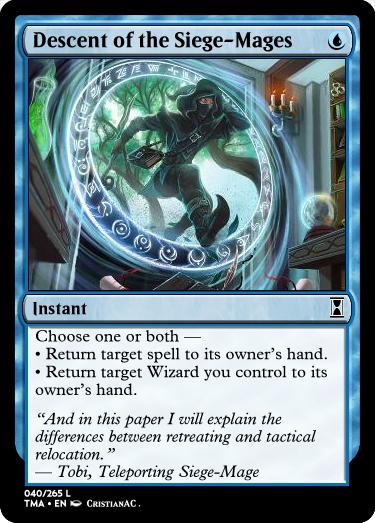 Descent of the Siege-Mages
Instant
Choose one or both —
• Return target spell to its owner's hand.
• Return target Wizard you control to its
owner's hand.
“And in this paper I will explain the
differences between retreating and tactical
relocation.”
— Tobi, Teleporting Siege-Mage
040/265 L
TMA • EN CristianAC.